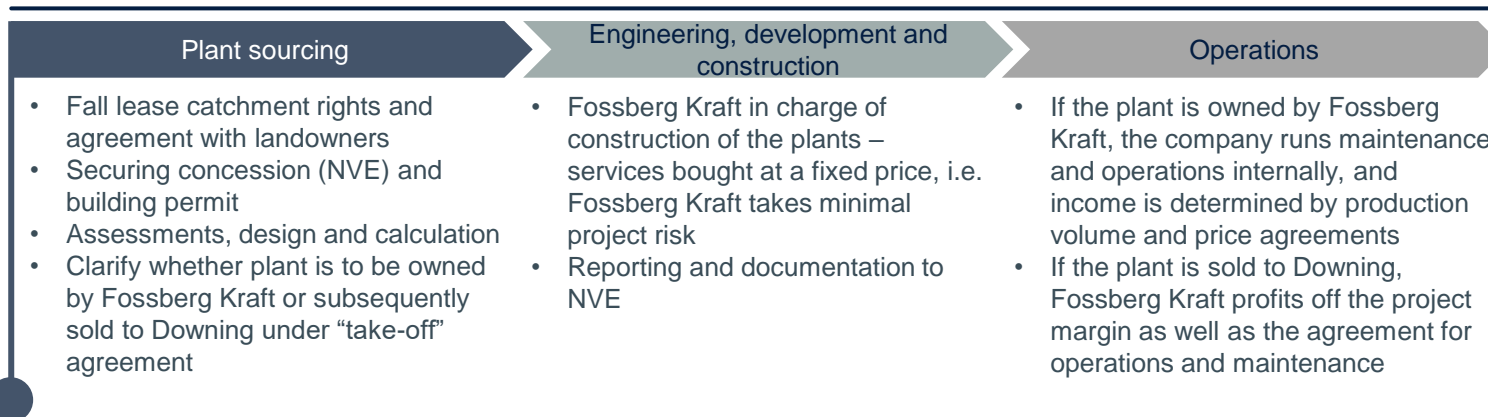 Plant sourcing
• Fall lease catchment rights and
agreement with landowners
• Securing concession (NVE) and
building permit
• Assessments, design and calculation
• Clarify whether plant is to be owned
by Fossberg Kraft or subsequently
sold to Downing under “take-off”
agreement
Engineering, development and
construction
• Fossberg Kraft in charge of
construction of the plants –
services bought at a fixed price, i.e.
Fossberg Kraft takes minimal
project risk
• Reporting and documentation to
NVE
Operations
• If the plant is owned by Fossberg
Kraft, the company runs maintenance
and operations internally, and
income is determined by production
volume and price agreements
• If the plant is sold to Downing,
Fossberg Kraft profits off the project
margin as well as the agreement for
operations and maintenance